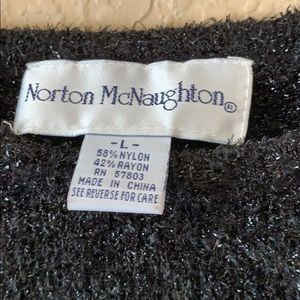 Norton McNaughton®
- L -
58% NYLON
42% RAYON
RN 57803
MADE IN CHINA
SEE REVERSE FOR CARE